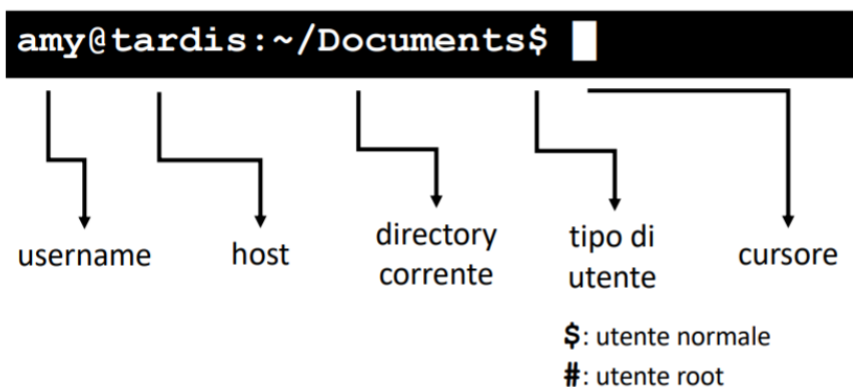 amy@tardis:~/Documents$
username
host
directory
corrente
tipo di
utente
cursore
$: utente normale
#: utente root